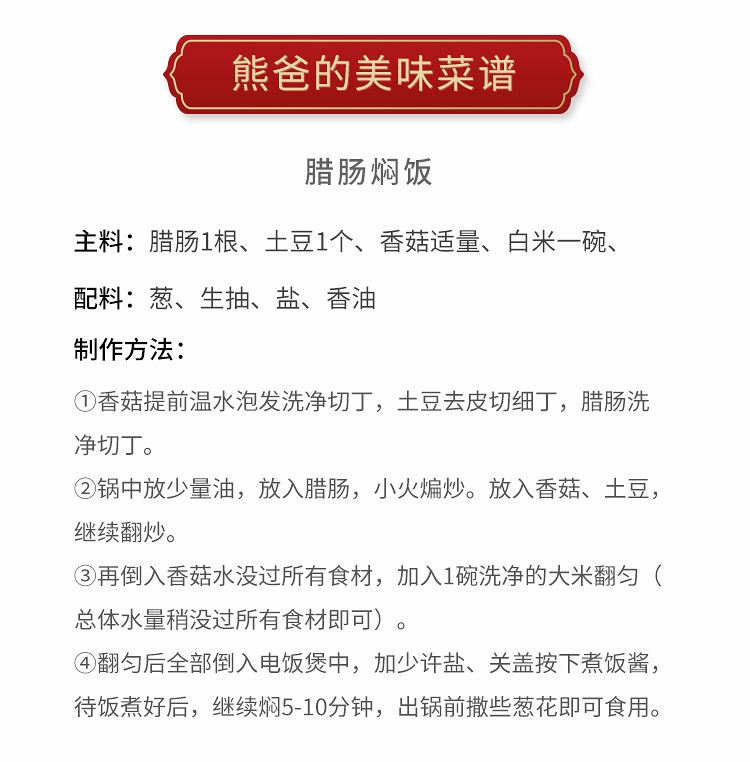 熊爸的美味菜谱
腊肠焖饭
主料：腊肠1根、土豆1个、香菇适量、白米一碗、
配料：葱、生抽、盐、香油
制作方法：
①香菇提前温水泡发洗净切丁，土豆去皮切细丁，腊肠洗
净切丁。
②锅中放少量油，放入腊肠，小火煸炒。放入香菇、土豆，
继续翻炒。
③再倒入香菇水没过所有食材，加入1碗洗净的大米翻匀（
总体水量稍没过所有食材即可）。
④翻匀后全部倒入电饭煲中，加少许盐、关盖按下煮饭酱，
待饭煮好后，继续焖5-10分钟，出锅前撒些葱花即可食用。